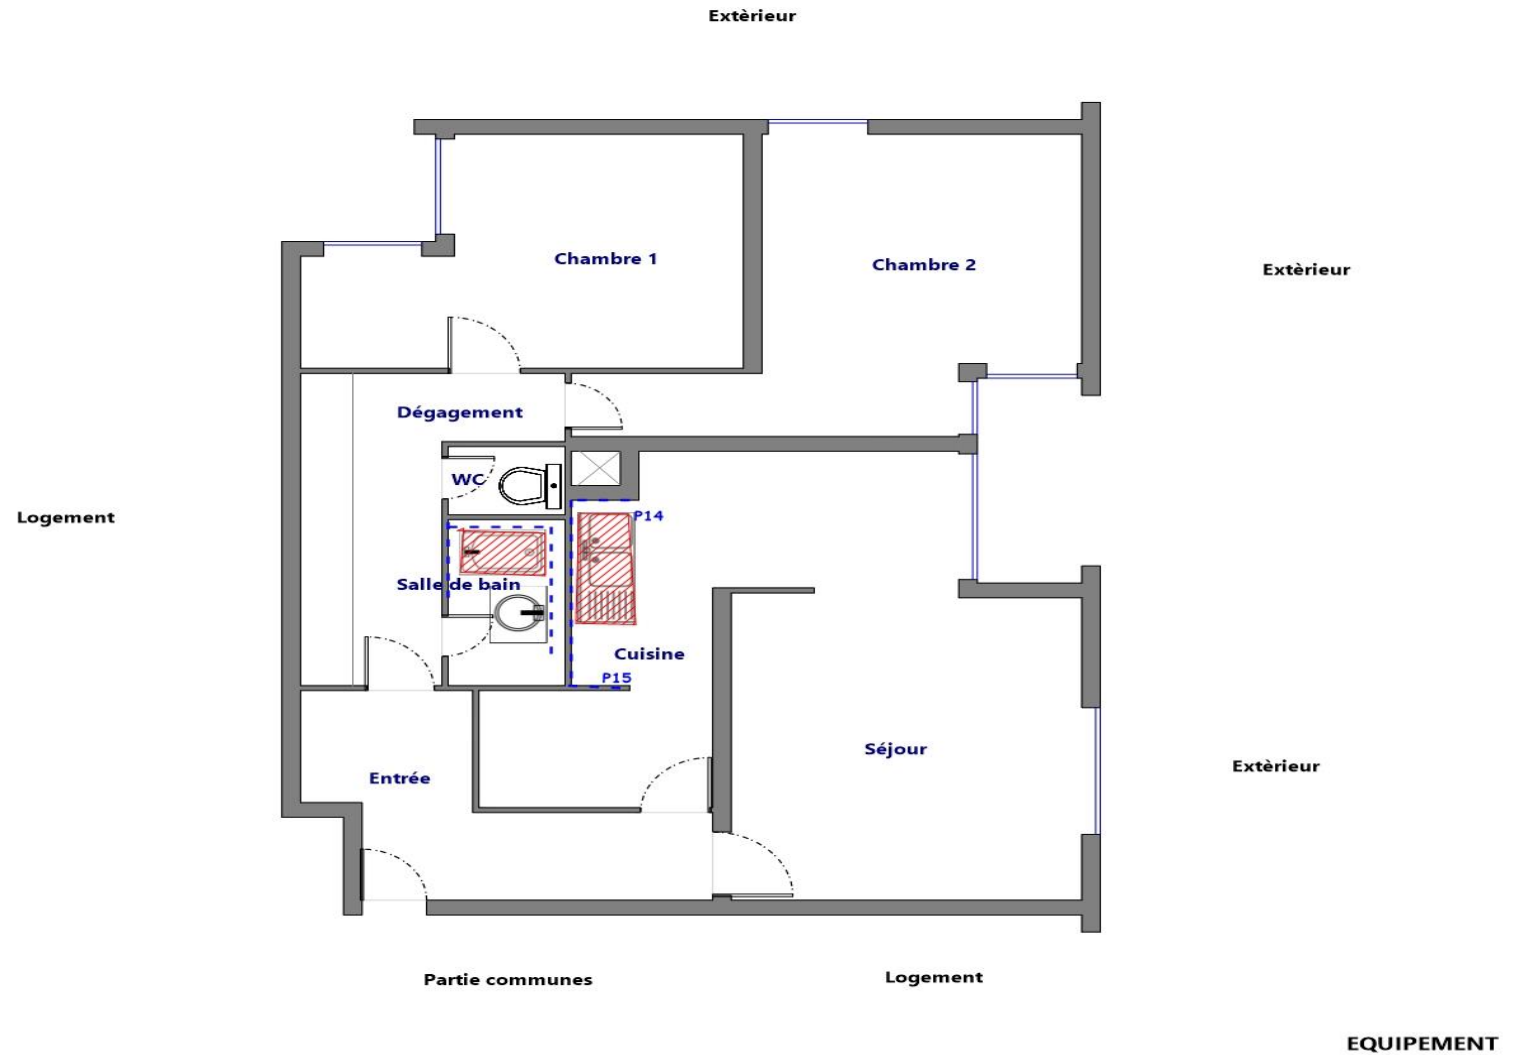 Extèrieur
Chambre 1
Chambre 2
Extèrieur
Dégagement
WC
Logement
P14
Salle de bain
Cuisine
P15
Séjour
Extèrieur
Entrée
Partie communes
Logement
EQUIPEMENT